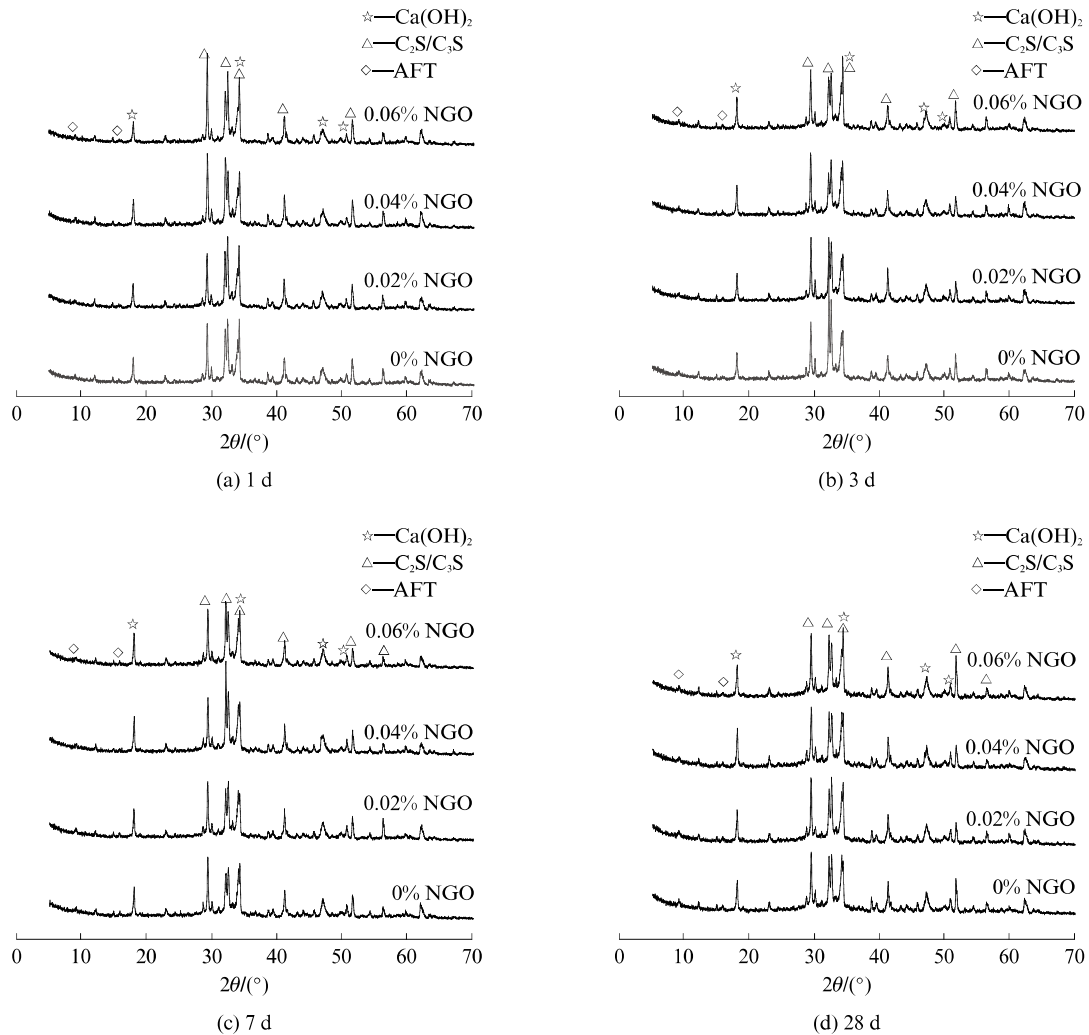 ☆—Ca(OH)₂
△—C₂S/C₃S
◇—AFT
0.06% NGO
0.04% NGO
0.02% NGO
0% NGO
0 10 20 30 40 50 60 70
2θ/(°)
(a) 1 d
☆—Ca(OH)₂
△—C₂S/C₃S
◇—AFT
0.06% NGO
0.04% NGO
0.02% NGO
0% NGO
0 10 20 30 40 50 60 70
2θ/(°)
(b) 3 d
☆—Ca(OH)₂
△—C₂S/C₃S
◇—AFT
0.06% NGO
0.04% NGO
0.02% NGO
0% NGO
0 10 20 30 40 50 60 70
2θ/(°)
(c) 7 d
☆—Ca(OH)₂
△—C₂S/C₃S
◇—AFT
0.06% NGO
0.04% NGO
0.02% NGO
0% NGO
0 10 20 30 40 50 60 70
2θ/(°)
(d) 28 d